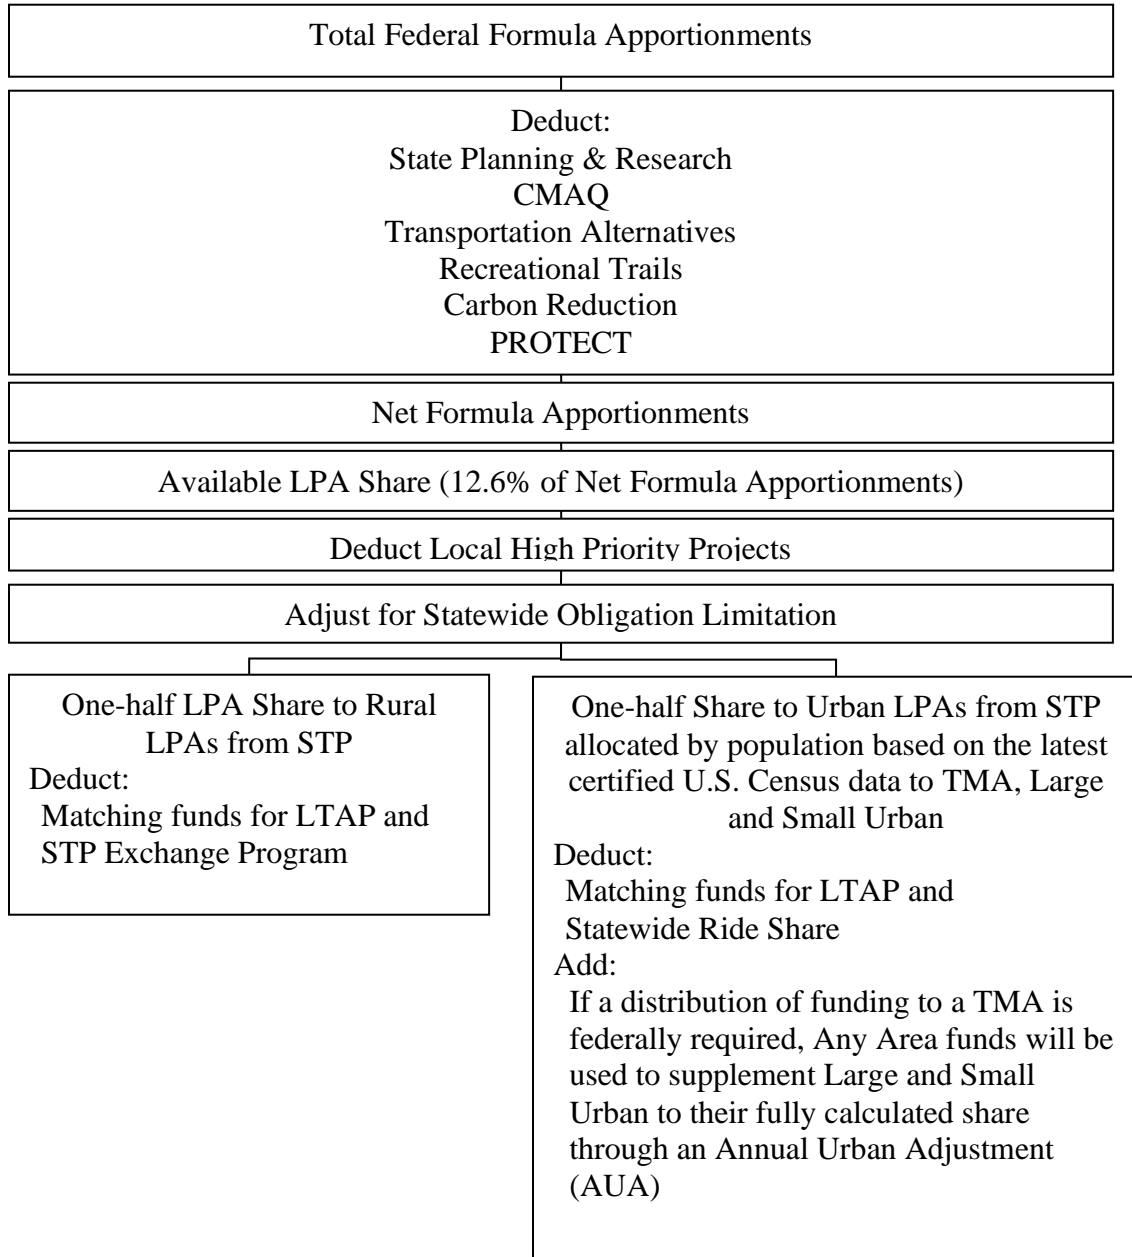 Total Federal Formula Apportionments
Deduct:
State Planning & Research
CMAQ
Transportation Alternatives
Recreational Trails
Carbon Reduction
PROTECT
Net Formula Apportionments
Available LPA Share (12.6% of Net Formula Apportionments)
Deduct Local High Priority Projects
Adjust for Statewide Obligation Limitation
One-half LPA Share to Rural
LPAs from STP
Deduct:
Matching funds for LTAP and
STP Exchange Program
One-half Share to Urban LPAs from STP
allocated by population based on the latest
certified U.S. Census data to TMA, Large
and Small Urban
Deduct:
Matching funds for LTAP and
Statewide Ride Share
Add:
If a distribution of funding to a TMA is
federally required, Any Area funds will be
used to supplement Large and Small
Urban to their fully calculated share
through an Annual Urban Adjustment
(AUA)